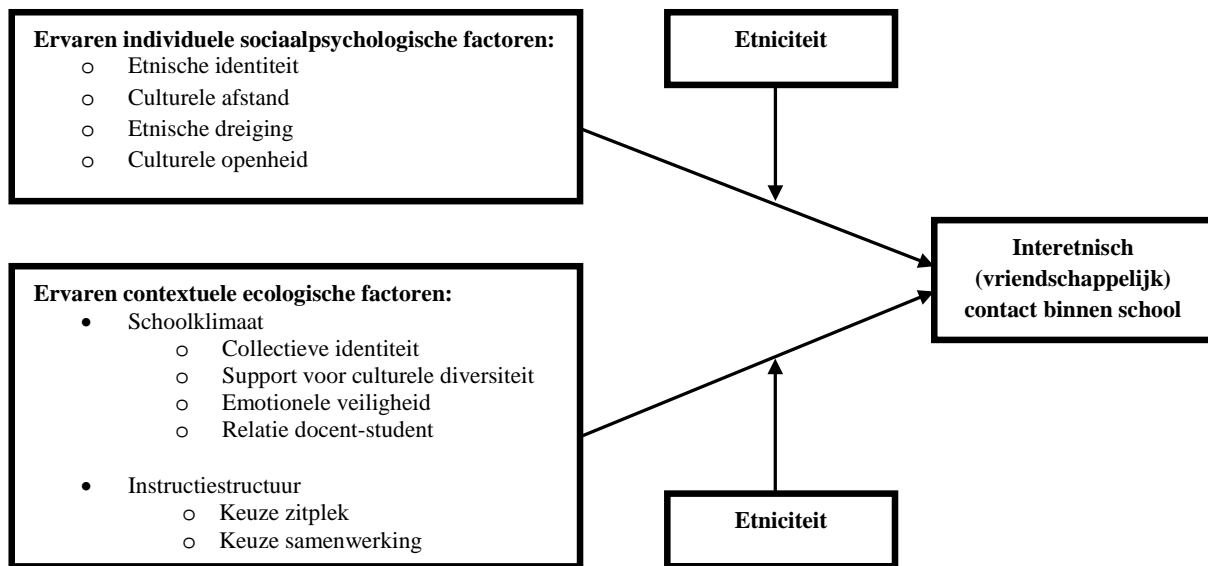 Ervaren individuele sociaalpsychologische factoren:
o Etnische identiteit
o Culturele afstand
o Etnische dreiging
o Culturele openheid
Etniciteit
Interetnisch
(vriendschappelijk)
contact binnen school
Ervaren contextuele ecologische factoren:
• Schoolklimaat
o Collectieve identiteit
o Support voor culturele diversiteit
o Emotionele veiligheid
o Relatie docent-student
• Instructiestructuur
o Keuze zitplek
o Keuze samenwerking
Etniciteit